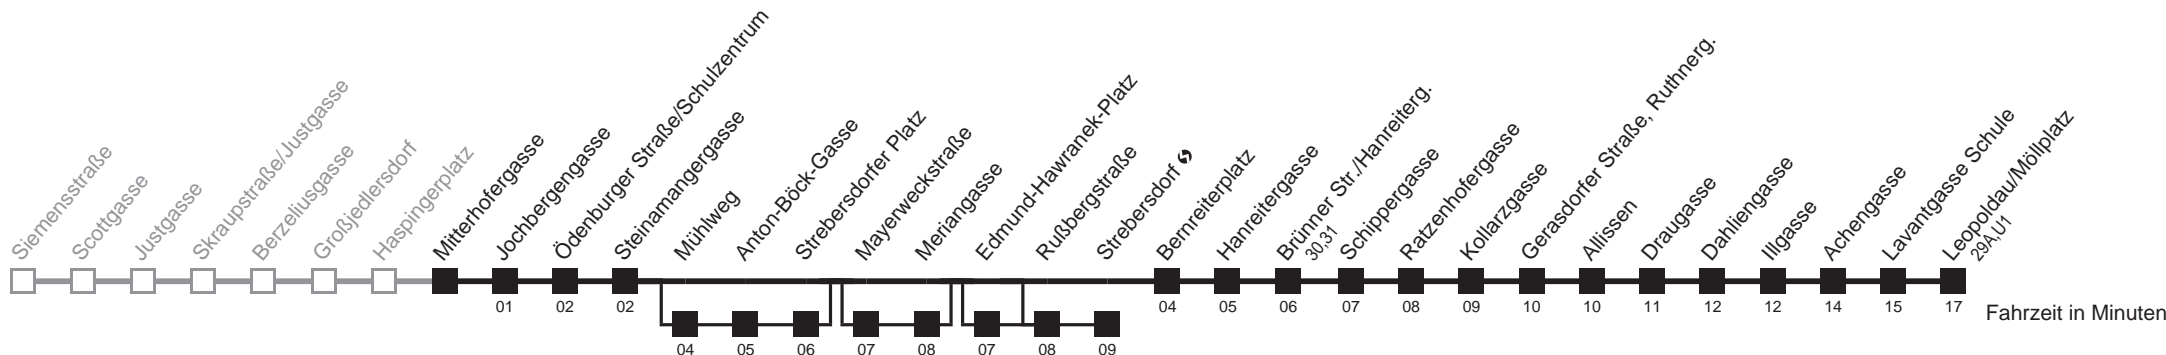 Siemensstraße
Scottgasse
Justgasse
Skraupstraße/Justgasse
Berzeliusgasse
Großjedlersdorf
Haspingerplatz
Mitterhofergasse
Jochbergengasse
01
Ödenburger Straße/Schulzentrum
02
Steinamangergasse
02
Mühlweg
04
Anton-Böck-Gasse
05
Strebersdorfer Platz
06
Mayerweckstraße
07
Meriangasse
08
Edmund-Hawranek-Platz
07
Rußbergstraße
08
Strebersdorf
09
Bernreiterplatz
04
Hanreitergasse
05
Brünner Str./Hanreiterg.
30,31
06
Schippergasse
07
Ratzenhofergasse
08
Kollarzgasse
09
Gerasdorfer Straße, Ruthnerg.
10
Allissen
10
Draugasse
11
Dahliengasse
12
Illgasse
12
Achengasse
14
Lavantgasse Schule
15
Leopoldau/Möllplatz
29A,U1
17
Fahrzeit in Minuten